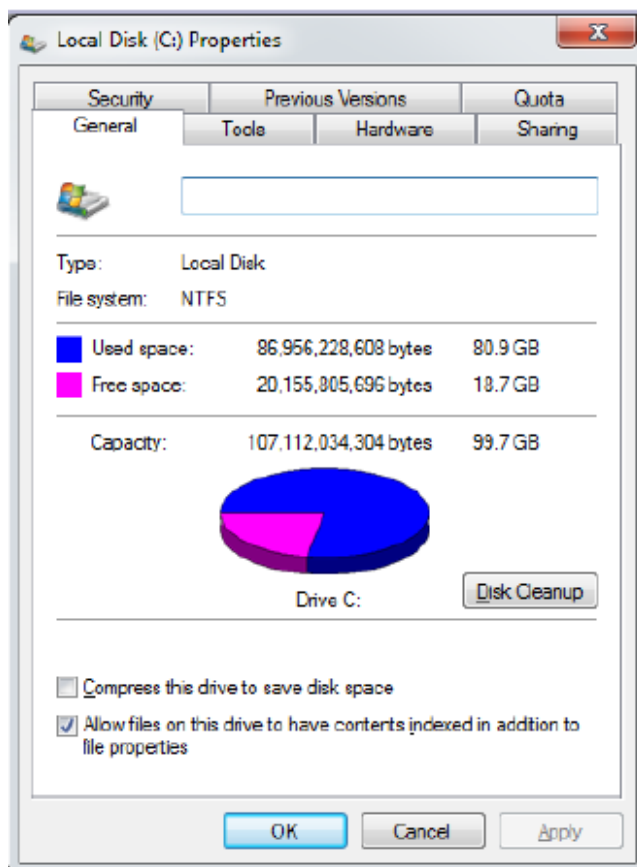 Local Disk (C:) Properties
Security Previous Versions Quota
General Tools Hardware Sharing
Type: Local Disk
File system: NTFS
Used space: 86,956,228,608 bytes 80.9 GB
Free space: 20,155,805,696 bytes 18.7 GB
Capacity: 107,112,034,304 bytes 99.7 GB
Drive C:
Disk Cleanup
Compress this drive to save disk space
Allow files on this drive to have contents indexed in addition to
file properties
OK Cancel Apply